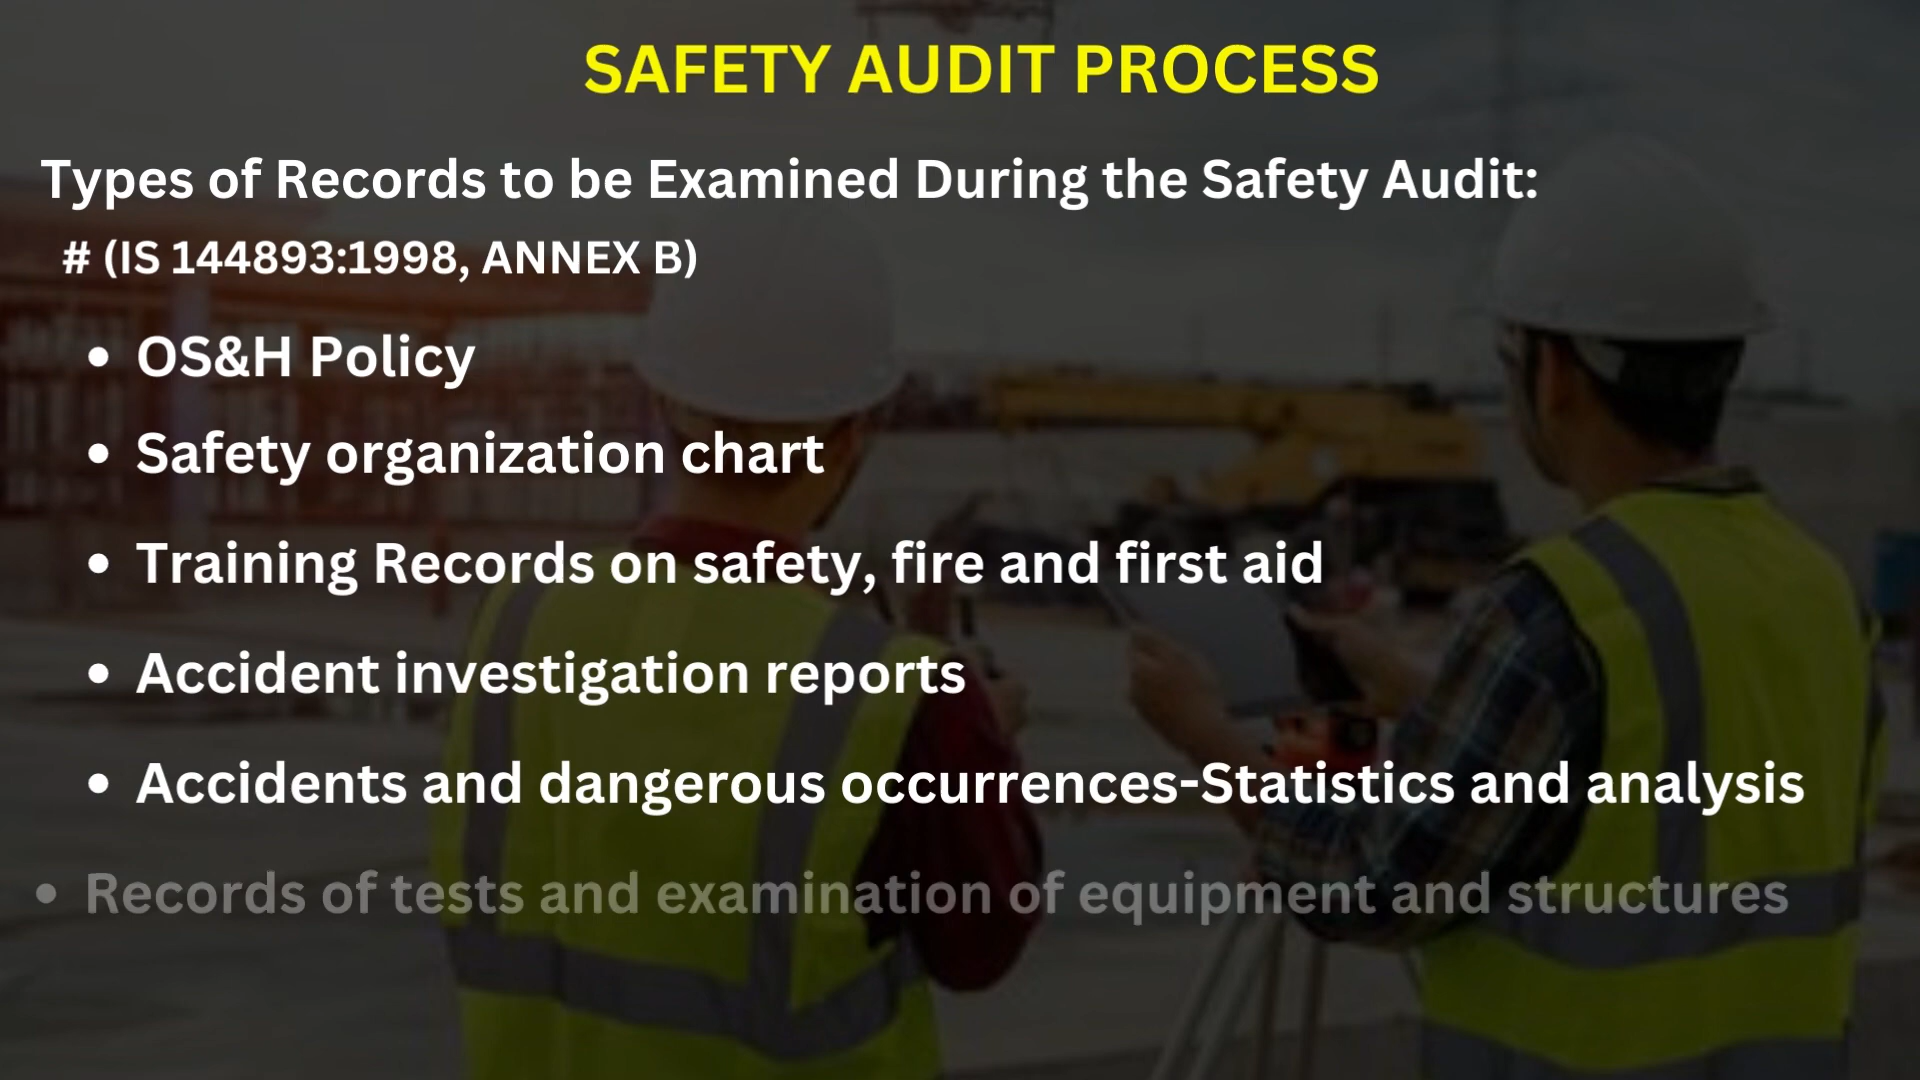 SAFETY AUDIT PROCESS
Types of Records to be Examined During the Safety Audit:
# (IS 144893:1998, ANNEX B)
• OS&H Policy
• Safety organization chart
• Training Records on safety, fire and first aid
• Accident investigation reports
• Accidents and dangerous occurrences-Statistics and analysis
• Records of tests and examination of equipment and structures